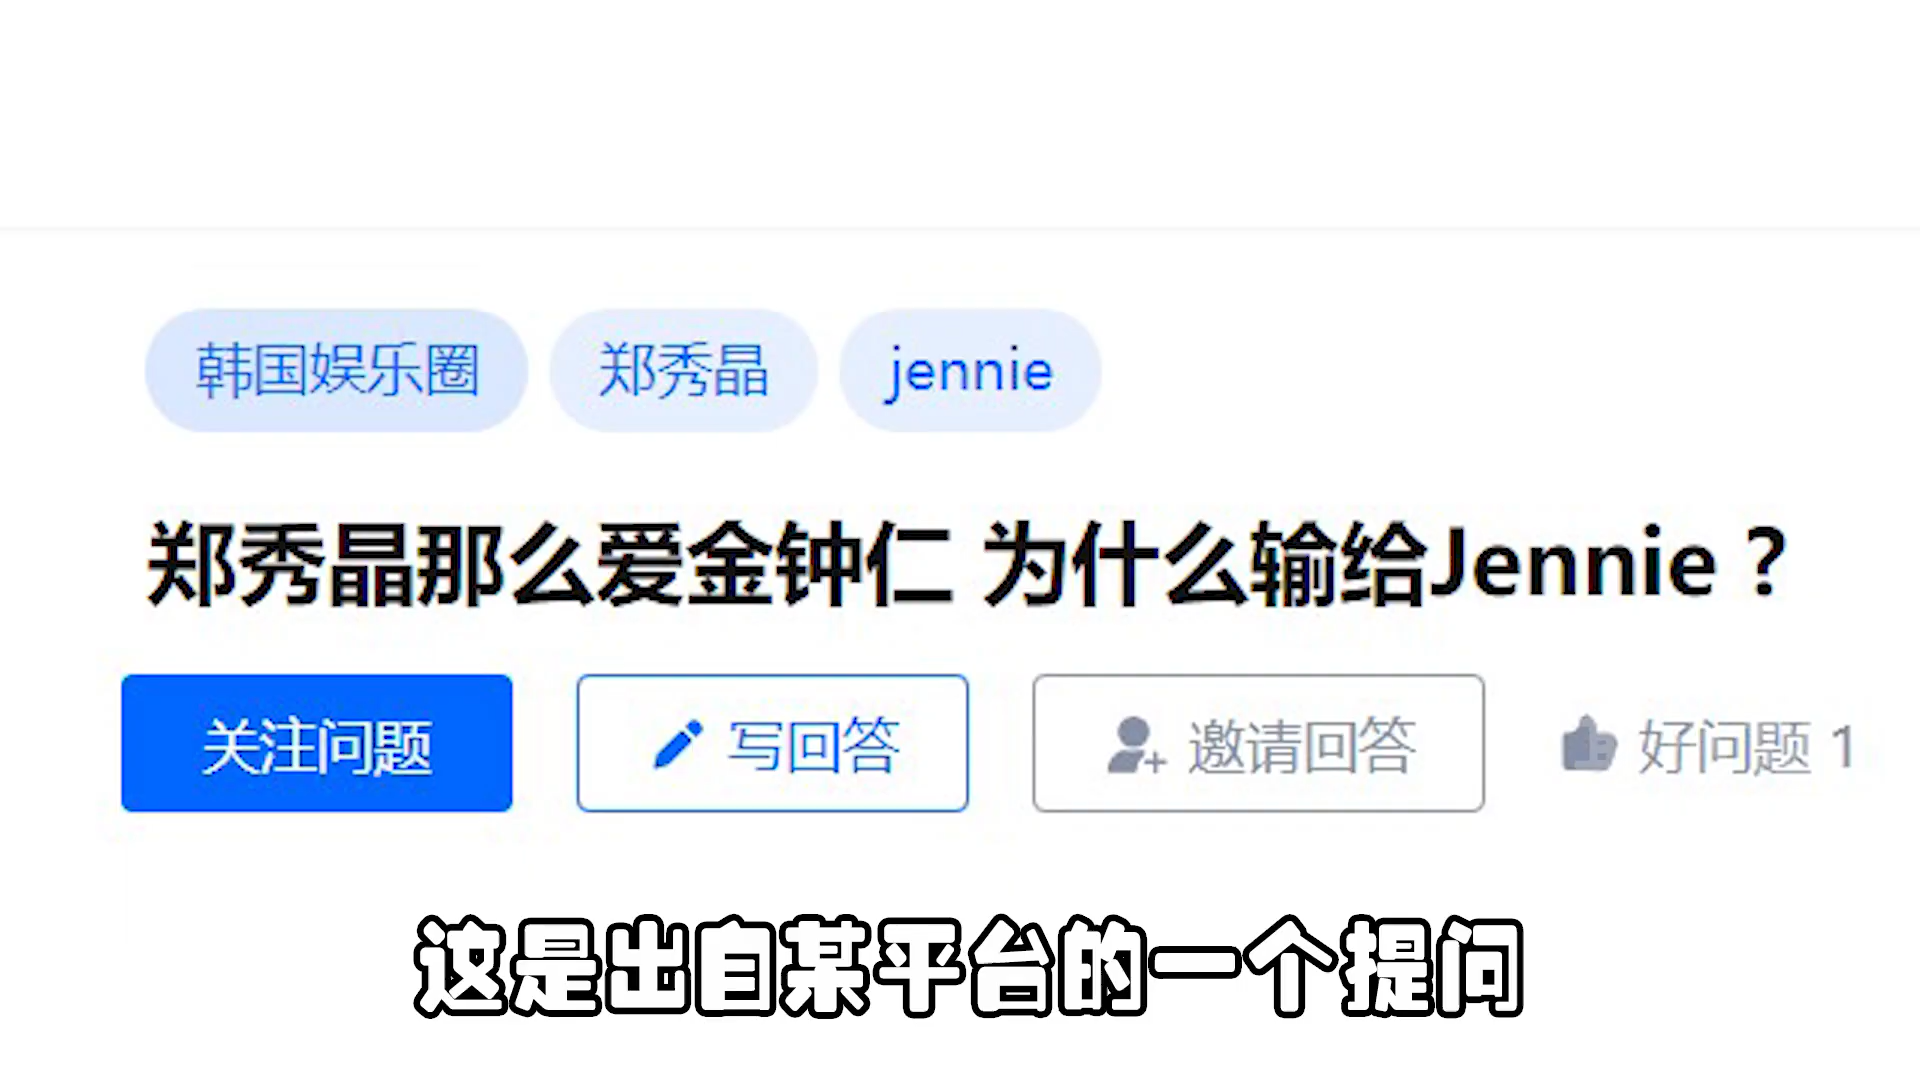 韩国娱乐圈 郑秀晶 jennie
郑秀晶那么爱金钟仁 为什么输给Jennie？
关注问题 写回答 邀请回答 好问题 1
这是出自某平台的一个提问